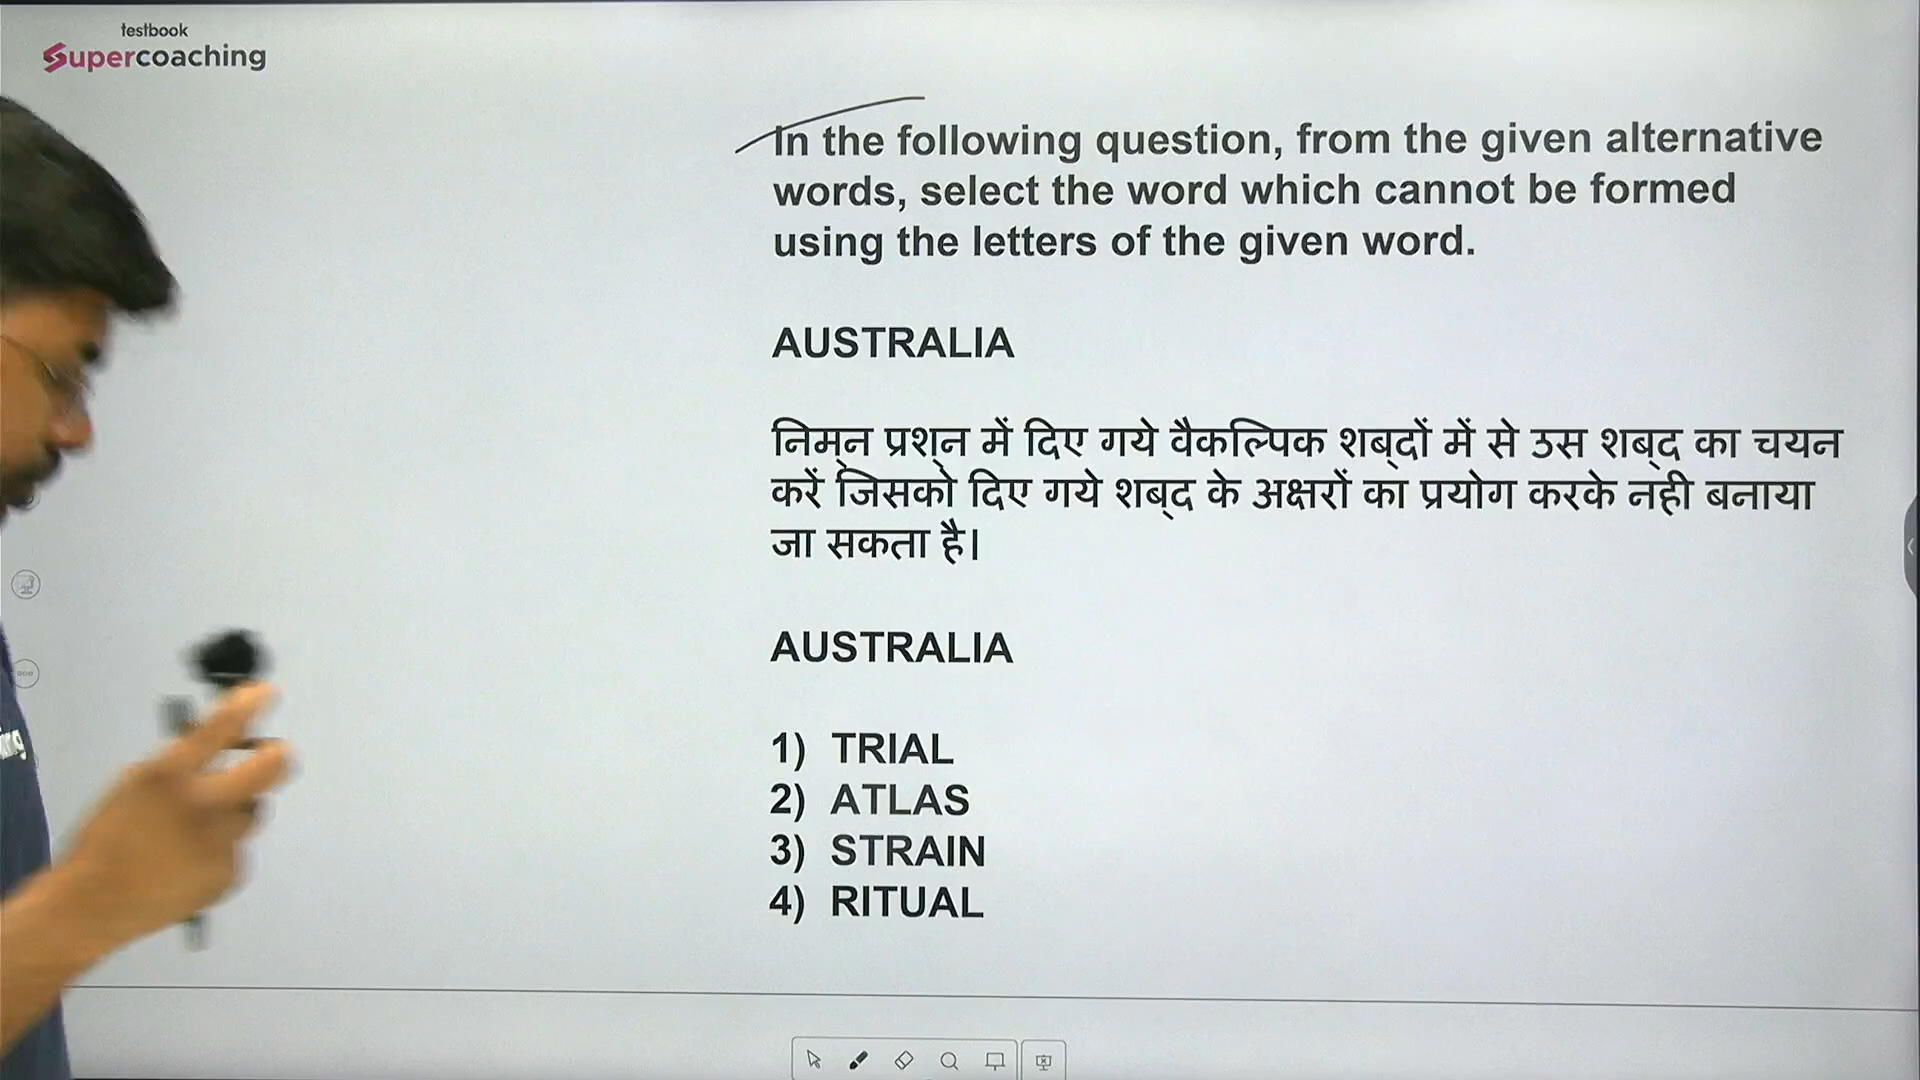 testbook
Supercoaching
In the following question, from the given alternative
words, select the word which cannot be formed
using the letters of the given word.
AUSTRALIA
निम्‌न प्रश्‌न में दिए गये वैकल्पिक शब्‌दों में से उस शब्‌द का चयन
करें जिसको दिए गये शब्‌द के अक्षरों का प्रयोग करके नही बनाया
जा सकता है।
AUSTRALIA
1) TRIAL
2) ATLAS
3) STRAIN
4) RITUAL